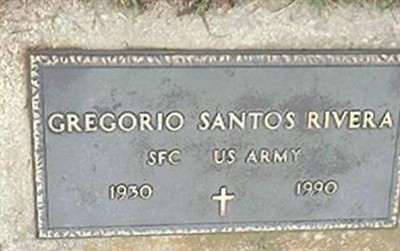 GREGORIO SANTOS RIVERA
SFC US ARMY
1930 1990